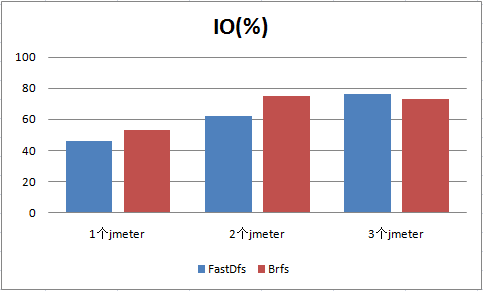 IO(%)
100
80
60
40
20
0
1个jmeter
2个jmeter
3个jmeter
FastDfs
Brfs